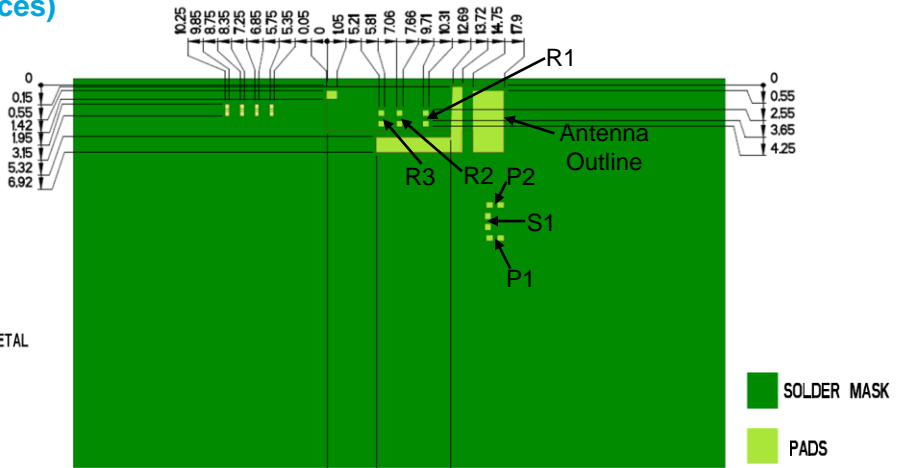 ces)
10.25
9.85
8.75
8.35
7.25
6.85
5.75
5.35
0.05
0
1.05
5.21
5.81
7.06
7.66
9.71
10.31
12.69
13.72
14.75
17.9
R1
0
0.15
0.55
1.42
1.95
3.15
5.32
6.92
0
0.55
2.55
3.65
4.25
Antenna
Outline
R3
R2
P2
S1
P1
ETAL
SOLDER MASK
PADS